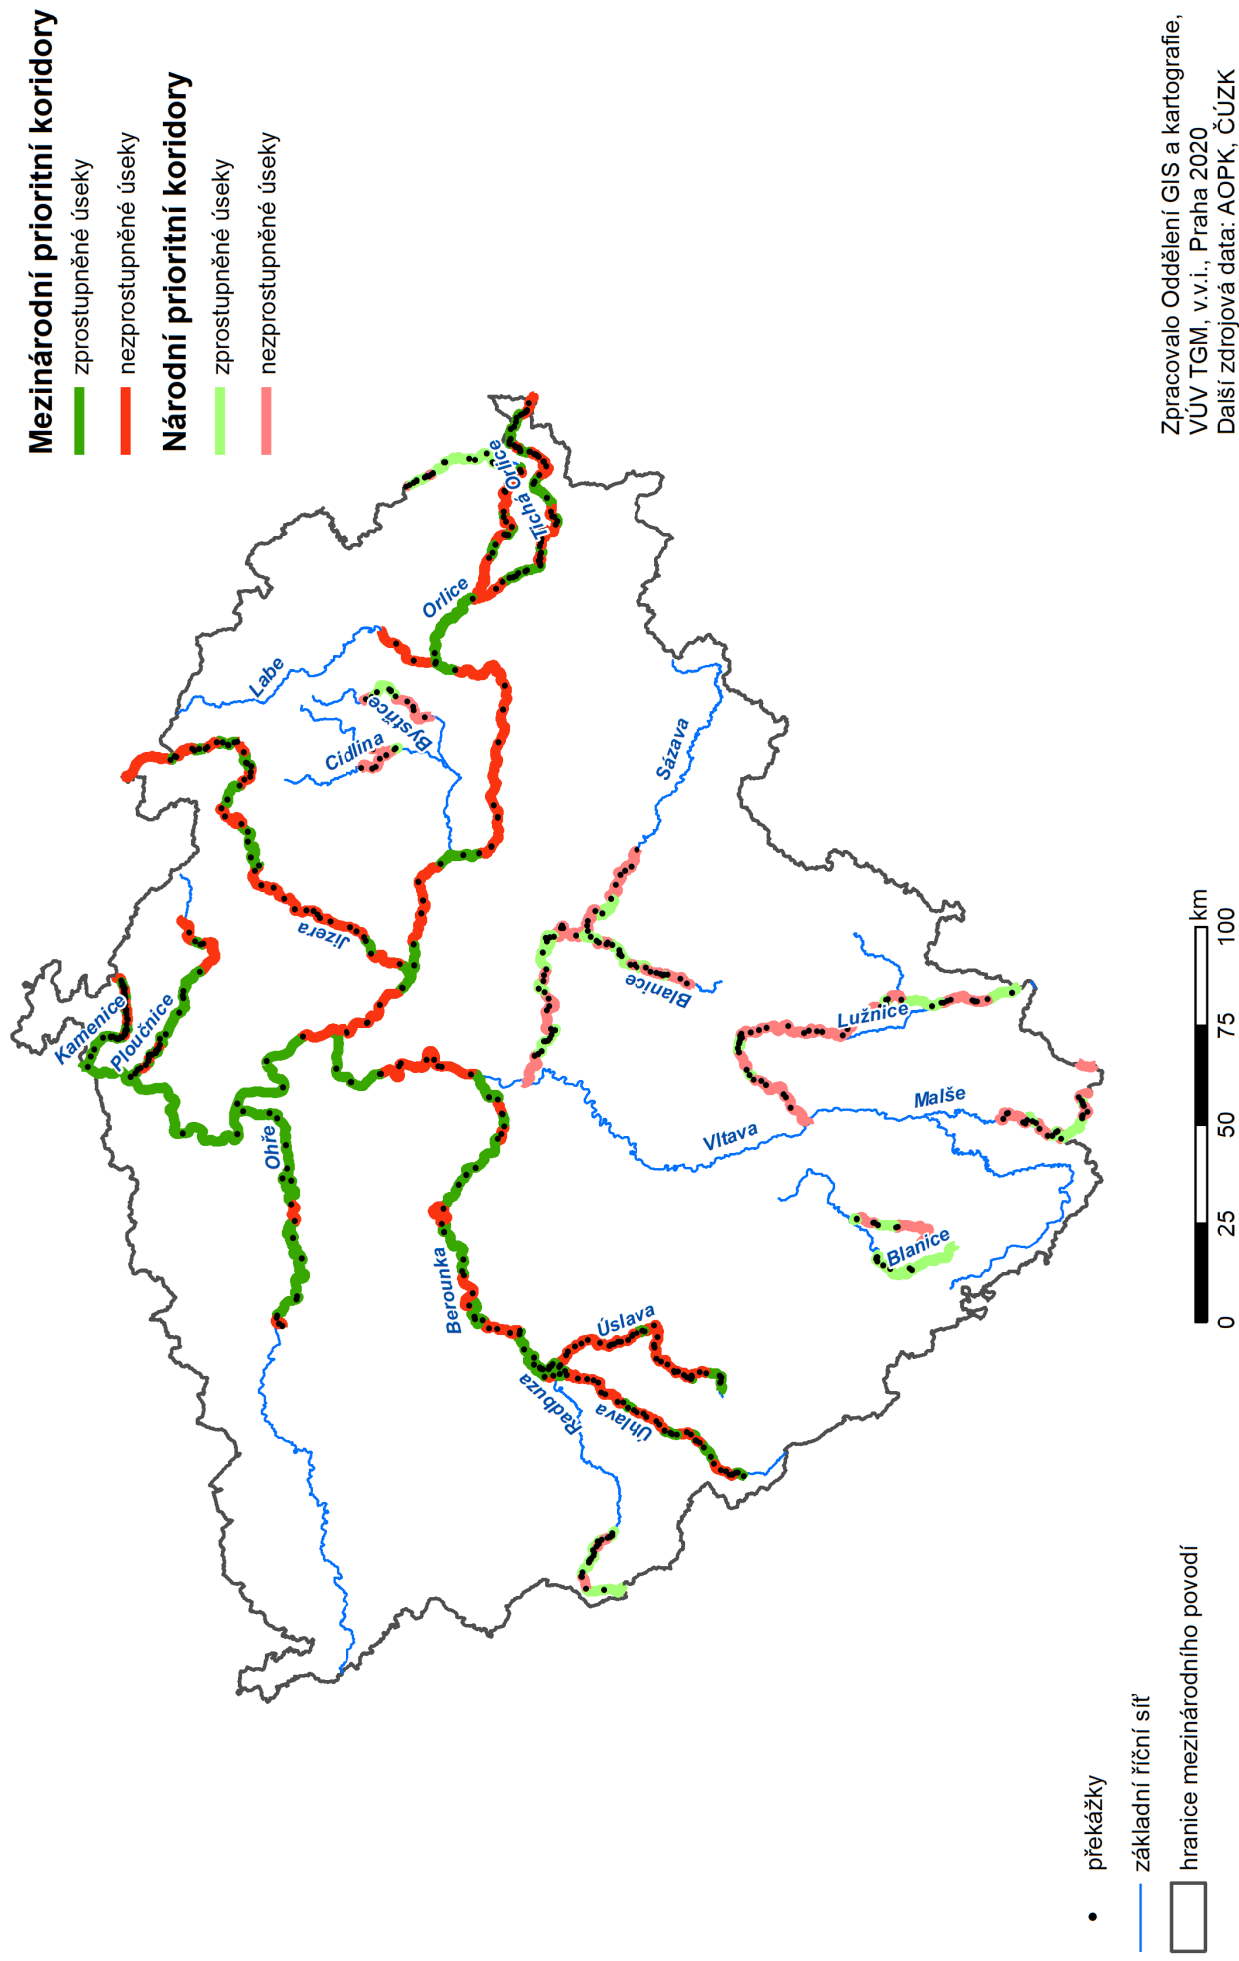 Mezinárodní prioritní koridory
zprostupněné úseky
nezprostupněné úseky
Národní prioritní koridory
zprostupněné úseky
nezprostupněné úseky
Kamenice
Ploučnice
Ohře
Jizera
Labe
Cidlina
Bystřice
Orlice
Tichá Orlice
Berounka
Radbuza
Úhlava
Úslava
Sázava
Blanice
Vltava
Lužnice
Malše
Blanice
překážky
základní říční síť
hranice mezinárodního povodí
0
25
50
75
100
km
Zpracovalo Oddělení GIS a kartografie,
VÚV TGM, v.v.i., Praha 2020
Další zdrojová data: AOPK, ČÚZK